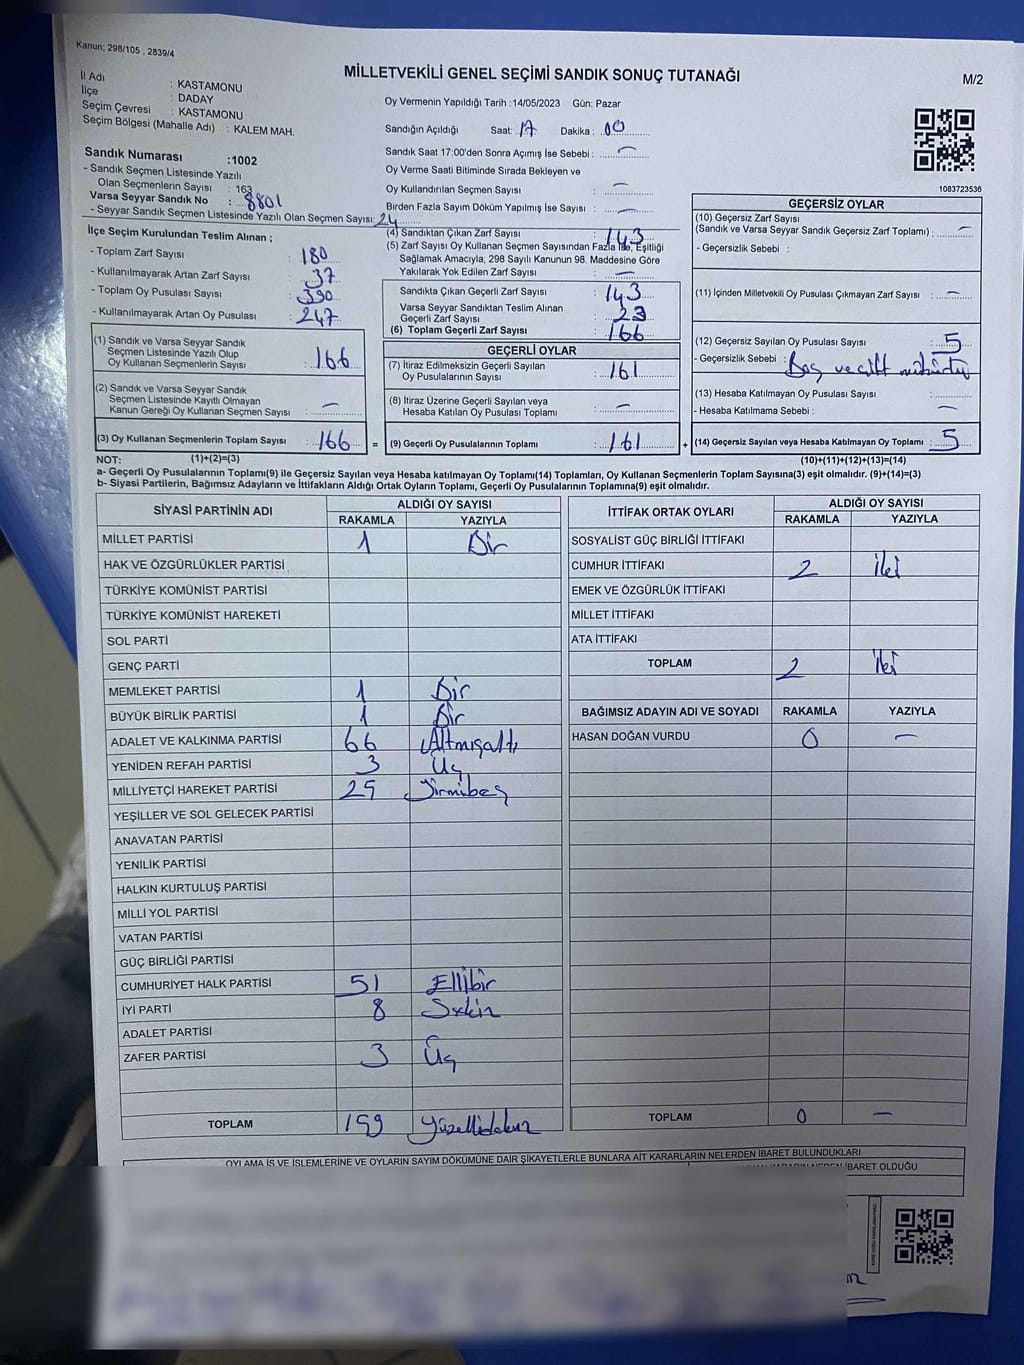 Kanun; 298/105 , 2839/4
MİLLETVEKİLİ GENEL SEÇİMİ SANDIK SONUÇ TUTANAĞI
M/2
İl Adı : KASTAMONU
İlçe : DADAY
Seçim Çevresi : KASTAMONU
Seçim Bölgesi (Mahalle Adı) : KALEM MAH.
Sandık Numarası :1002
- Sandık Seçmen Listesinde Yazılı
Olan Seçmenlerin Sayısı : 163
Varsa Seyyar Sandık No : 8801
- Seyyar Sandık Seçmen Listesinde Yazılı Olan Seçmen Sayısı: 24
Oy Vermenin Yapıldığı Tarih :14/05/2023 Gün: Pazar
Sandığın Açıldığı Saat: 17 Dakika : 00
Sandık Saat 17:00'den Sonra Açımış İse Sebebi : —
Oy Verme Saati Bitiminde Sırada Bekleyen ve
Oy Kullandırılan Seçmen Sayısı : —
Birden Fazla Sayım Döküm Yapılmış İse Sayısı : —
1083723536
İlçe Seçim Kurulundan Teslim Alınan ;
- Toplam Zarf Sayısı : 180
- Kullanılmayarak Artan Zarf Sayısı : 37
- Toplam Oy Pusulası Sayısı : 390
- Kullanılmayarak Artan Oy Pusulası : 247
(4) Sandıktan Çıkan Zarf Sayısı : 143
(5) Zarf Sayısı Oy Kullanan Seçmen Sayısından Fazla İse, Eşitliği
Sağlamak Amacıyla; 298 Sayılı Kanunun 98. Maddesine Göre
Yakılarak Yok Edilen Zarf Sayısı : —
Sandıkta Çıkan Geçerli Zarf Sayısı : 143
Varsa Seyyar Sandıktan Teslim Alınan
Geçerli Zarf Sayısı : 23
(6) Toplam Geçerli Zarf Sayısı : 166
GEÇERSİZ OYLAR
(10) Geçersiz Zarf Sayısı
(Sandık ve Varsa Seyyar Sandık Geçersiz Zarf Toplamı) : —
- Geçersizlik Sebebi :
(11) İçinden Milletvekili Oy Pusulası Çıkmayan Zarf Sayısı : —
(12) Geçersiz Sayılan Oy Pusulası Sayısı : 5
- Geçersizlik Sebebi : Boş ve çift mühürlü
(13) Hesaba Katılmayan Oy Pusulası Sayısı :
- Hesaba Katılmama Sebebi : —
(14) Geçersiz Sayılan veya Hesaba Katılmayan Oy Toplamı : 5
(1) Sandık ve Varsa Seyyar Sandık
Seçmen Listesinde Yazılı Olup
Oy Kullanan Seçmenlerin Sayısı : 166
(2) Sandık ve Varsa Seyyar Sandık
Seçmen Listesinde Kayıtlı Olmayan
Kanun Gereği Oy Kullanan Seçmen Sayısı : —
(3) Oy Kullanan Seçmenlerin Toplam Sayısı : 166 =
GEÇERLİ OYLAR
(7) İtiraz Edilmeksizin Geçerli Sayılan
Oy Pusulalarının Sayısı : 161
(8) İtiraz Üzerine Geçerli Sayılan veya
Hesaba Katılan Oy Pusulası Toplamı : —
(9) Geçerli Oy Pusulalarının Toplamı : 161 +
NOT: (1)+(2)=(3)
(10)+(11)+(12)+(13)=(14)
a- Geçerli Oy Pusulalarının Toplamı(9) ile Geçersiz Sayılan veya Hesaba katılmayan Oy Toplamı(14) Toplamları, Oy Kullanan Seçmenlerin Toplam Sayısına(3) eşit olmalıdır. (9)+(14)=(3)
b- Siyasi Partilerin, Bağımsız Adayların ve İttifakların Aldığı Ortak Oyların Toplamı, Geçerli Oy Pusulalarının Toplamına(9) eşit olmalıdır.
SİYASİ PARTİNİN ADI ALDIĞI OY SAYISI
RAKAMLA YAZIYLA
MİLLET PARTİSİ 1 Bir
HAK VE ÖZGÜRLÜKLER PARTİSİ
TÜRKİYE KOMÜNİST PARTİSİ
TÜRKİYE KOMÜNİST HAREKETİ
SOL PARTİ
GENÇ PARTİ
MEMLEKET PARTİSİ 1 Bir
BÜYÜK BİRLİK PARTİSİ 1 Bir
ADALET VE KALKINMA PARTİSİ 66 Altmışaltı
YENİDEN REFAH PARTİSİ 3 Üç
MİLLİYETÇİ HAREKET PARTİSİ 25 Yirmibeş
YEŞİLLER VE SOL GELECEK PARTİSİ
ANAVATAN PARTİSİ
YENİLİK PARTİSİ
HALKIN KURTULUŞ PARTİSİ
MİLLİ YOL PARTİSİ
VATAN PARTİSİ
GÜÇ BİRLİĞİ PARTİSİ
CUMHURİYET HALK PARTİSİ 51 Ellibir
İYİ PARTİ 8 Sekiz
ADALET PARTİSİ
ZAFER PARTİSİ 3 Üç
TOPLAM 159 Yüzellidokuz
İTTİFAK ORTAK OYLARI ALDIĞI OY SAYISI
RAKAMLA YAZIYLA
SOSYALİST GÜÇ BİRLİĞİ İTTİFAKI
CUMHUR İTTİFAKI 2 İki
EMEK VE ÖZGÜRLÜK İTTİFAKI
MİLLET İTTİFAKI
ATA İTTİFAKI
TOPLAM 2 İki
BAĞIMSIZ ADAYIN ADI VE SOYADI RAKAMLA YAZIYLA
HASAN DOĞAN VURDU 0 —
TOPLAM 0 —
OYLAMA İŞ VE İŞLEMLERİNE VE OYLARIN SAYIM DÖKÜMÜNE DAİR ŞİKAYETLERLE BUNLARA AİT KARARLARIN NELERDEN İBARET BULUNDUKLARI
İBARET OLDUĞU